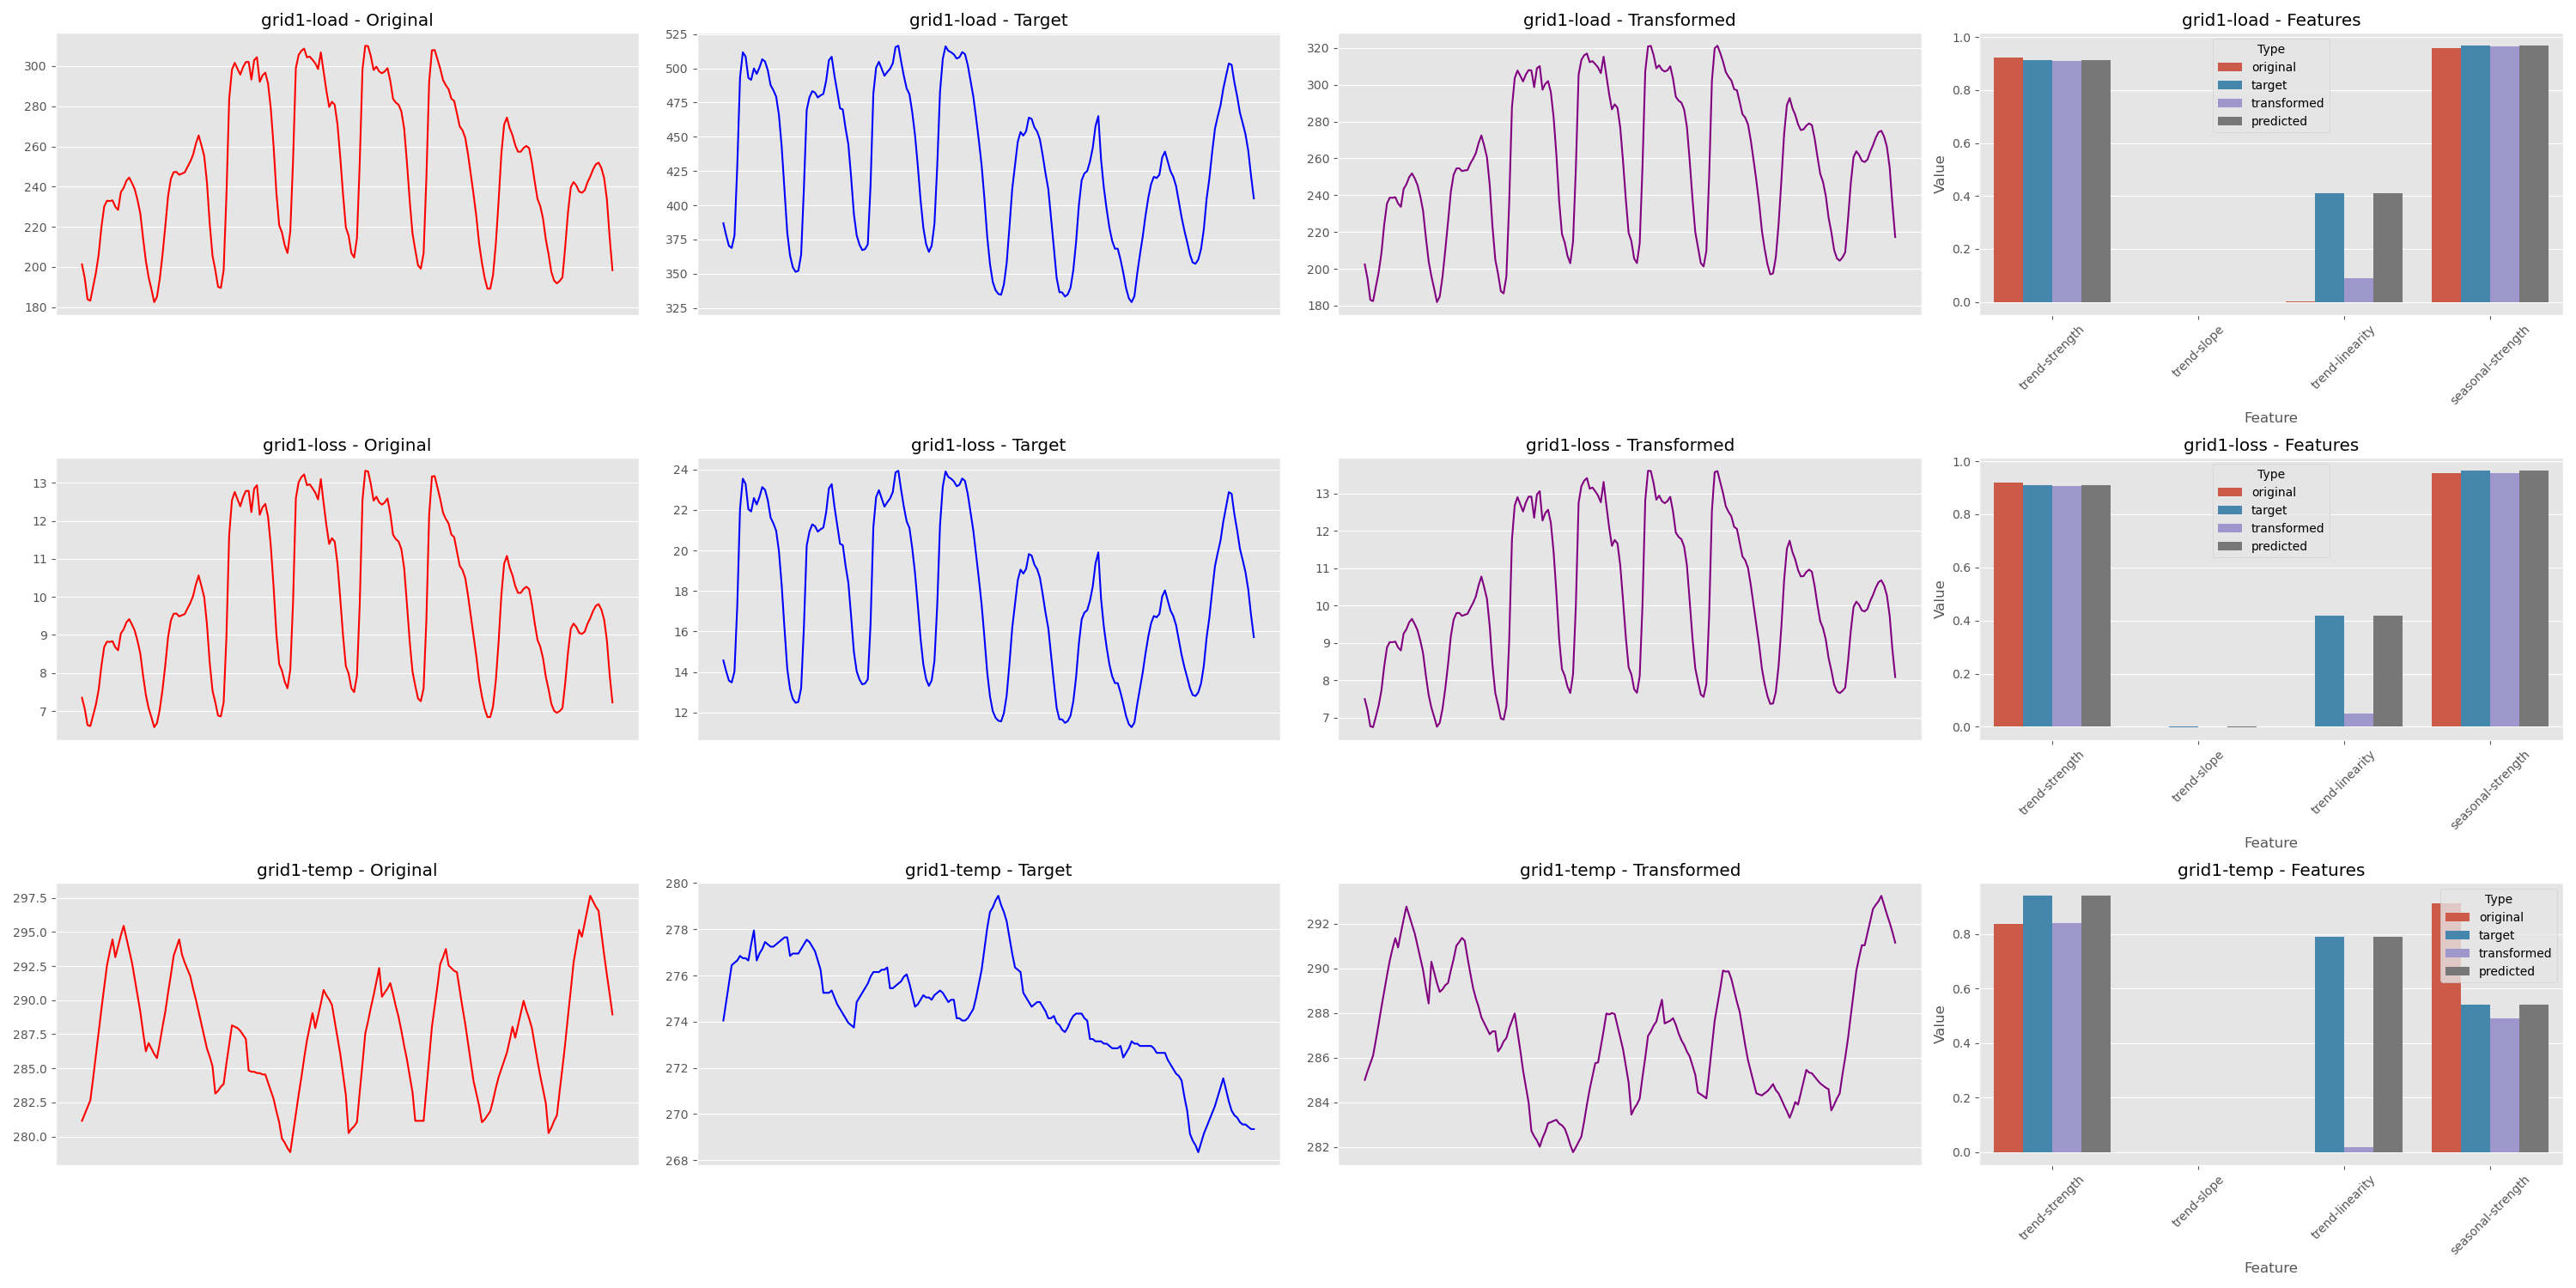 grid1-load - Original
300
280
260
240
220
200
180
grid1-load - Target
525
500
475
450
425
400
375
350
325
grid1-load - Transformed
320
300
280
260
240
220
200
180
grid1-load - Features
Value
1.0
0.8
0.6
0.4
0.2
0.0
Type
original
target
transformed
predicted
trend-strength
trend-slope
trend-linearity
seasonal-strength
Feature
grid1-loss - Original
13
12
11
10
9
8
7
grid1-loss - Target
24
22
20
18
16
14
12
grid1-loss - Transformed
13
12
11
10
9
8
7
grid1-loss - Features
Value
1.0
0.8
0.6
0.4
0.2
0.0
Type
original
target
transformed
predicted
trend-strength
trend-slope
trend-linearity
seasonal-strength
Feature
grid1-temp - Original
297.5
295.0
292.5
290.0
287.5
285.0
282.5
280.0
grid1-temp - Target
280
278
276
274
272
270
268
grid1-temp - Transformed
292
290
288
286
284
282
grid1-temp - Features
Value
0.8
0.6
0.4
0.2
0.0
Type
original
target
transformed
predicted
trend-strength
trend-slope
trend-linearity
seasonal-strength
Feature